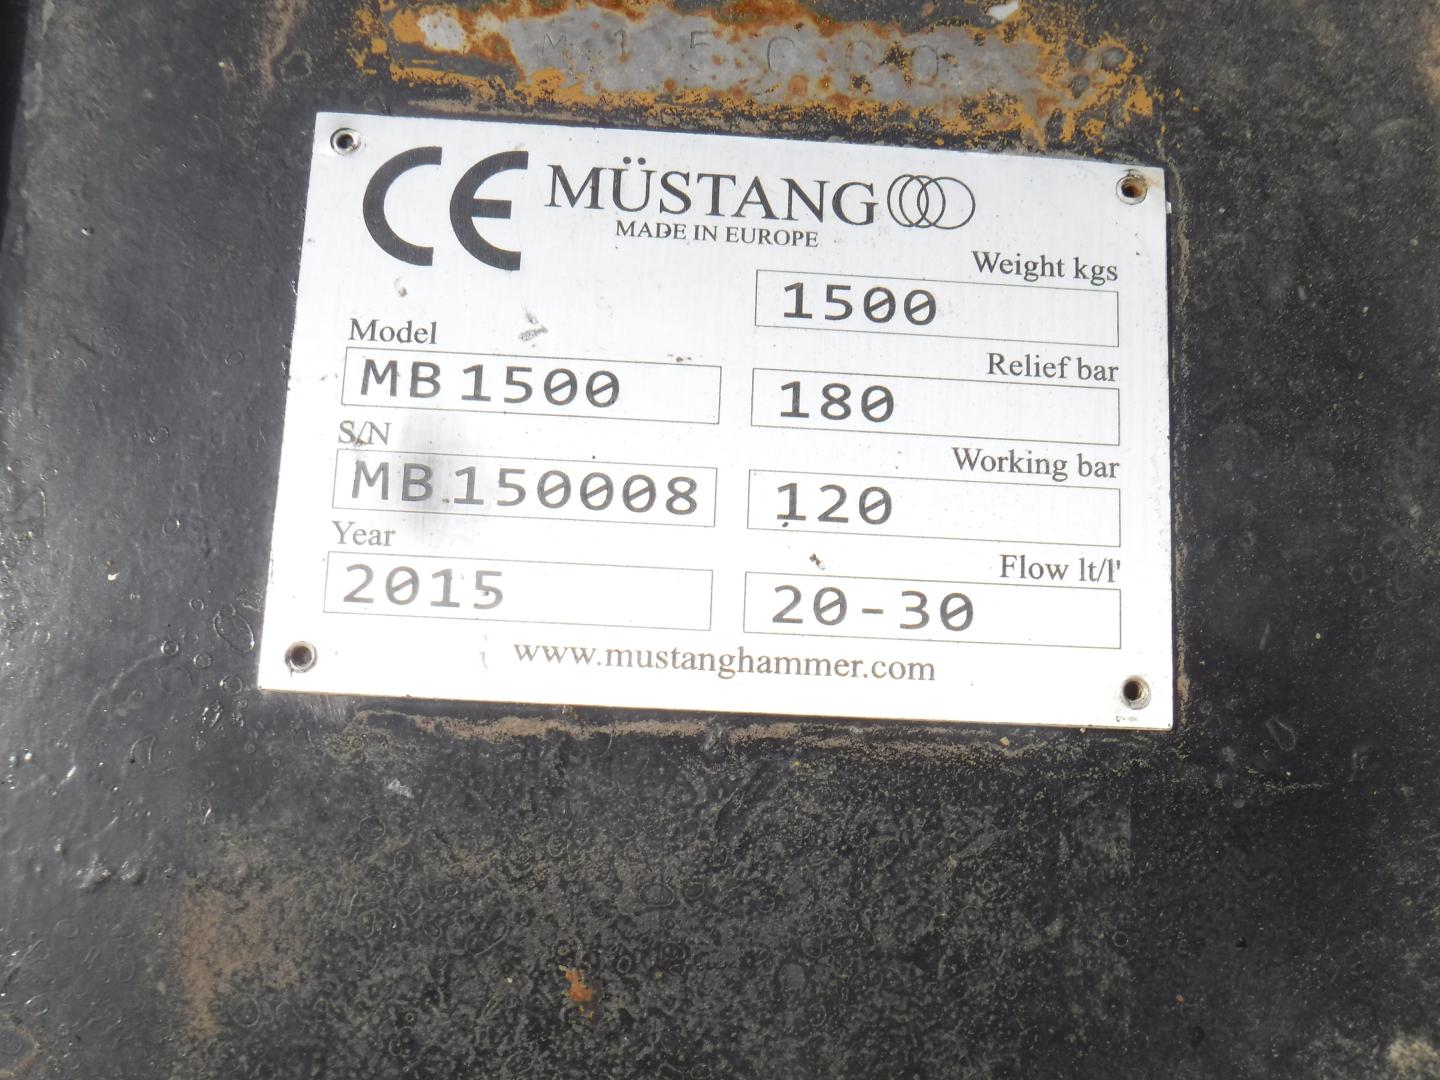 CE MÜSTANG
MADE IN EUROPE
Weight kgs
1500
Model
MB 1500
Relief bar
180
S/N
MB 150008
Working bar
120
Year
2015
Flow lt/l'
20-30
www.mustanghammer.com